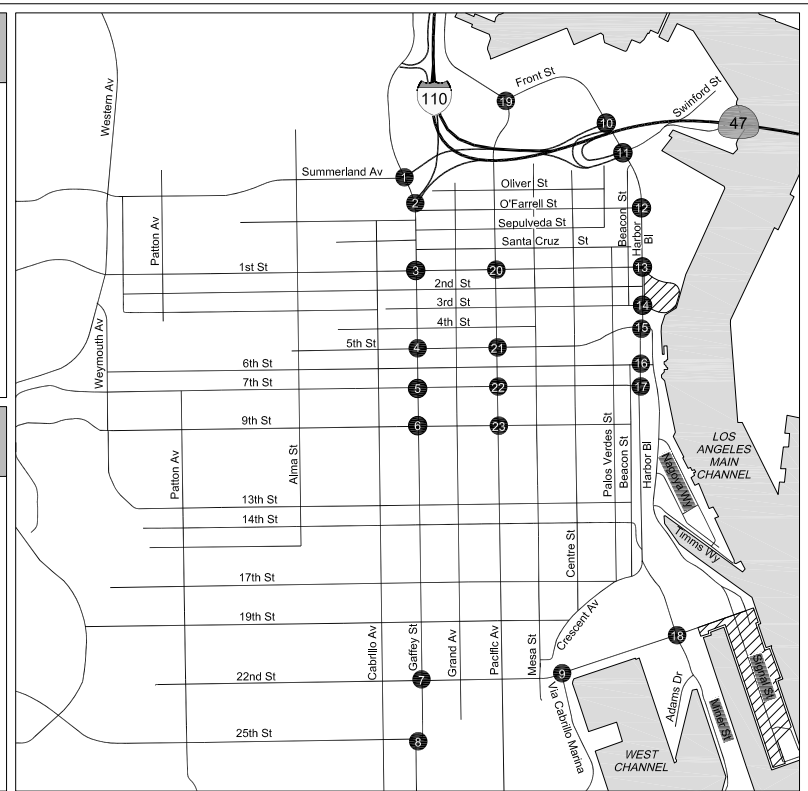 110
47
Front St
Swinford St
19
10
11
Western Av
Summerland Av
1
2
Oliver St
O'Farrell St
12
Sepulveda St
Santa Cruz St
Beacon St
Harbor Bl
Patton Av
1st St
3
20
13
2nd St
3rd St
14
4th St
15
5th St
4
21
Weymouth Av
6th St
16
7th St
5
22
17
9th St
6
23
Patton Av
Alma St
Palos Verdes St
Beacon St
Harbor Bl
LOS
ANGELES
MAIN
CHANNEL
Nagoya Wy
13th St
14th St
Timms Wy
Centre St
17th St
19th St
Crescent Av
18
Cabrillo Av
Gaffey St
Grand Av
Pacific Av
Mesa St
22nd St
7
9
Via Cabrillo Marina
Adams Dr
Miner St
Signal St
25th St
8
WEST
CHANNEL